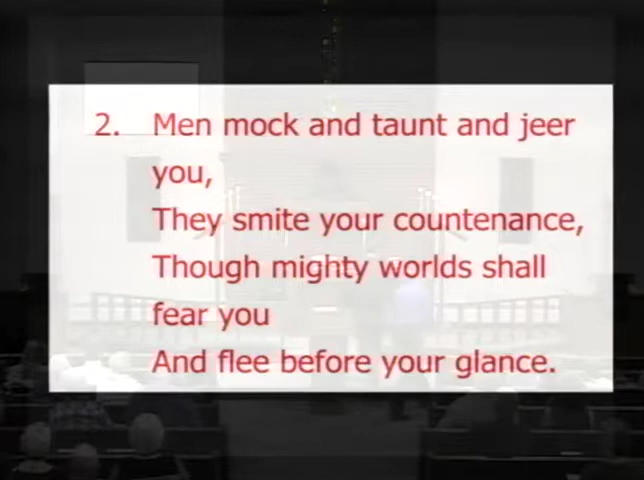 2. Men mock and taunt and jeer
you,
They smite your countenance,
Though mighty worlds shall
fear you
And flee before your glance.